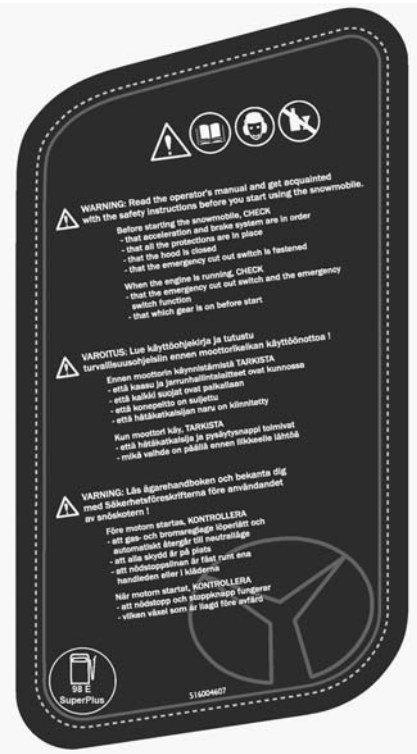 WARNING: Read the operator's manual and get acquainted
with the safety instructions before you start using the snowmobile.
Before starting the snowmobile, CHECK
- that acceleration and brake system are in order
- that all the protections are in place
- that the hood is closed
- that the emergency cut out switch is fastened
When the engine is running, CHECK
- that the emergency cut out switch and the emergency
switch function
- that which gear is on before start
VAROITUS: Lue käyttöohjekirja ja tutustu
turvallisuusohjeisiin ennen moottorikelkan käyttöönottoa !
Ennen moottorin käynnistämistä TARKISTA
- että kaasu ja jarrunhallintalaitteet ovat kunnossa
- että kaikki suojat ovat paikallaan
- että konepeitto on suljettu
- että hätäkatkaisijan naru on kiinnitetty
Kun moottori käy, TARKISTA
- että hätäkatkaisija ja pysäytysnappi toimivat
- mikä vaihde on päällä ennen liikkeelle lähtöä
VARNING: Läs ägarehandboken och bekanta dig
med Säkerhetsföreskrifterna före användandet
av snöskotern !
Före motorn startas, KONTROLLERA
- att gas- och bromsreglage löperlätt och
automatiskt återgår till neutralläge
- att alla skydd är på plats
- att nödstoppslinan är fäst runt ena
handleden eller i kläderna
När motorn startat, KONTROLLERA
- att nödstopp och stoppknapp fungerar
- vilken växel som är ilagd före avfärd
98 E
SuperPlus
516004607